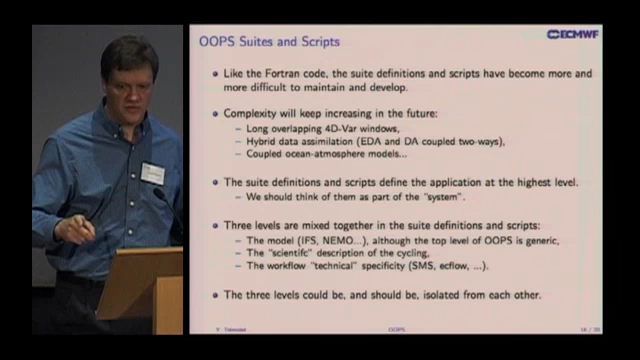 OOPS Suites and Scripts
ECMWF
Like the Fortran code, the suite definitions and scripts have become more and
more difficult to maintain and develop.
Complexity will keep increasing in the future:
– Long overlapping 4D-Var windows,
– Hybrid data assimilation (EDA and DA coupled two-ways),
– Coupled ocean-atmosphere models...
The suite definitions and scripts define the application at the highest level.
– We should think of them as part of the "system".
Three levels are mixed together in the suite definitions and scripts:
– The model (IFS, NEMO...), although the top level of OOPS is generic,
– The "scientifc" description of the cycling,
– The workflow "technical" specificity (SMS, ecflow, ...).
The three levels could be, and should be, isolated from each other.
OOPS